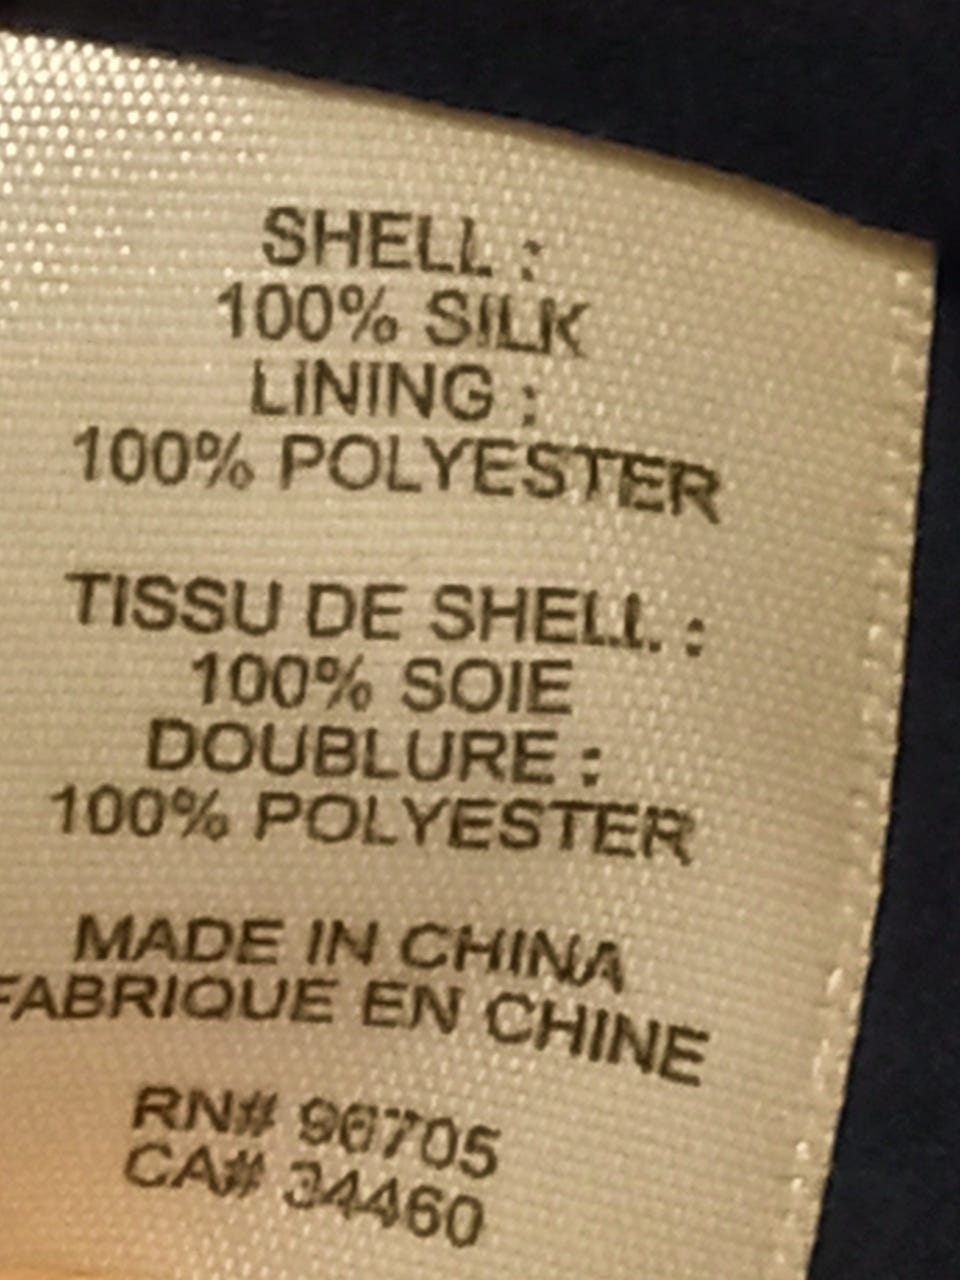 SHELL :
100% SILK
LINING :
100% POLYESTER
TISSU DE SHELL :
100% SOIE
DOUBLURE :
100% POLYESTER
MADE IN CHINA
FABRIQUE EN CHINE
RN# 96705
CA# 34460